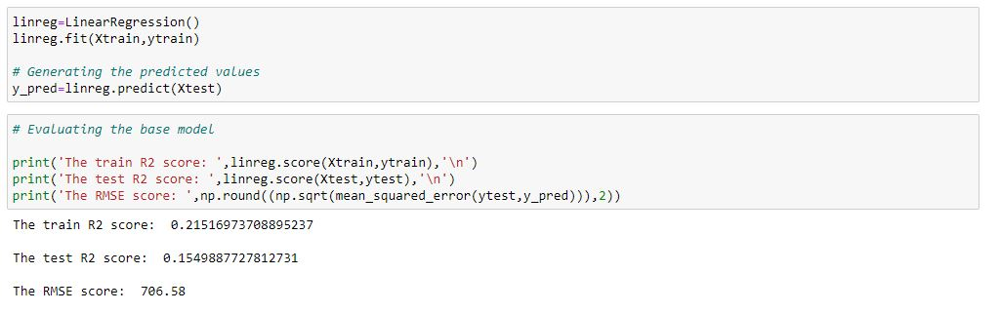 linreg=LinearRegression()
linreg.fit(Xtrain,ytrain)
# Generating the predicted values
y_pred=linreg.predict(Xtest)
# Evaluating the base model
print('The train R2 score: ',linreg.score(Xtrain,ytrain),'\n')
print('The test R2 score: ',linreg.score(Xtest,ytest),'\n')
print('The RMSE score: ',np.round((np.sqrt(mean_squared_error(ytest,y_pred))),2))
The train R2 score:  0.21516973708895237
The test R2 score:  0.1549887727812731
The RMSE score:  706.58